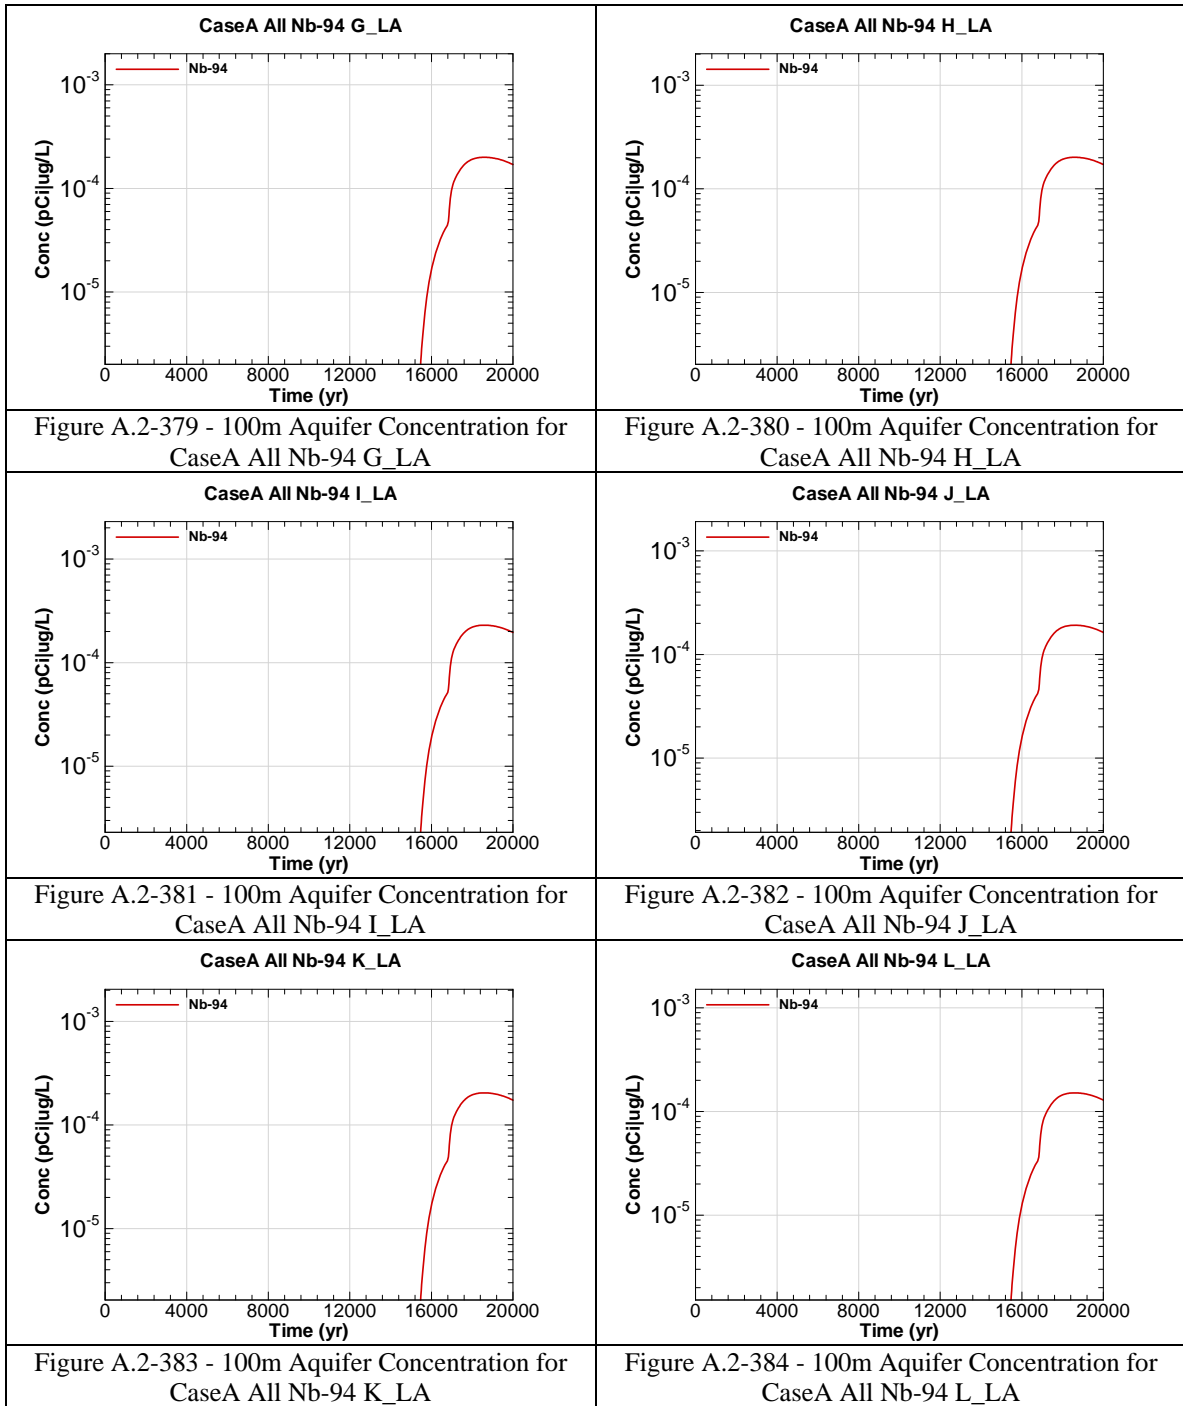 CaseA All Nb-94 G_LA
Nb-94
10-3
10-4
10-5
Conc (pCi|ug/L)
0 4000 8000 12000 16000 20000
Time (yr)
Figure A.2-379 - 100m Aquifer Concentration for
CaseA All Nb-94 G_LA
CaseA All Nb-94 H_LA
Nb-94
10-3
10-4
10-5
Conc (pCi|ug/L)
0 4000 8000 12000 16000 20000
Time (yr)
Figure A.2-380 - 100m Aquifer Concentration for
CaseA All Nb-94 H_LA
CaseA All Nb-94 I_LA
Nb-94
10-3
10-4
10-5
Conc (pCi|ug/L)
0 4000 8000 12000 16000 20000
Time (yr)
Figure A.2-381 - 100m Aquifer Concentration for
CaseA All Nb-94 I_LA
CaseA All Nb-94 J_LA
Nb-94
10-3
10-4
10-5
Conc (pCi|ug/L)
0 4000 8000 12000 16000 20000
Time (yr)
Figure A.2-382 - 100m Aquifer Concentration for
CaseA All Nb-94 J_LA
CaseA All Nb-94 K_LA
Nb-94
10-3
10-4
10-5
Conc (pCi|ug/L)
0 4000 8000 12000 16000 20000
Time (yr)
Figure A.2-383 - 100m Aquifer Concentration for
CaseA All Nb-94 K_LA
CaseA All Nb-94 L_LA
Nb-94
10-3
10-4
10-5
Conc (pCi|ug/L)
0 4000 8000 12000 16000 20000
Time (yr)
Figure A.2-384 - 100m Aquifer Concentration for
CaseA All Nb-94 L_LA